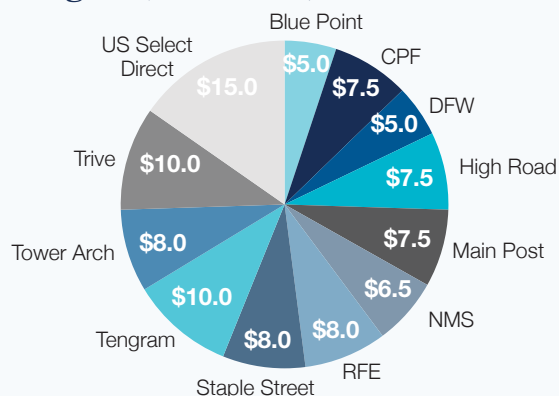 Blue Point
$5.0
CPF
$7.5
DFW
$5.0
High Road
$7.5
Main Post
$7.5
NMS
$6.5
RFE
$8.0
Staple Street
$8.0
Tengram
$10.0
Tower Arch
$8.0
Trive
$10.0
US Select
Direct
$15.0